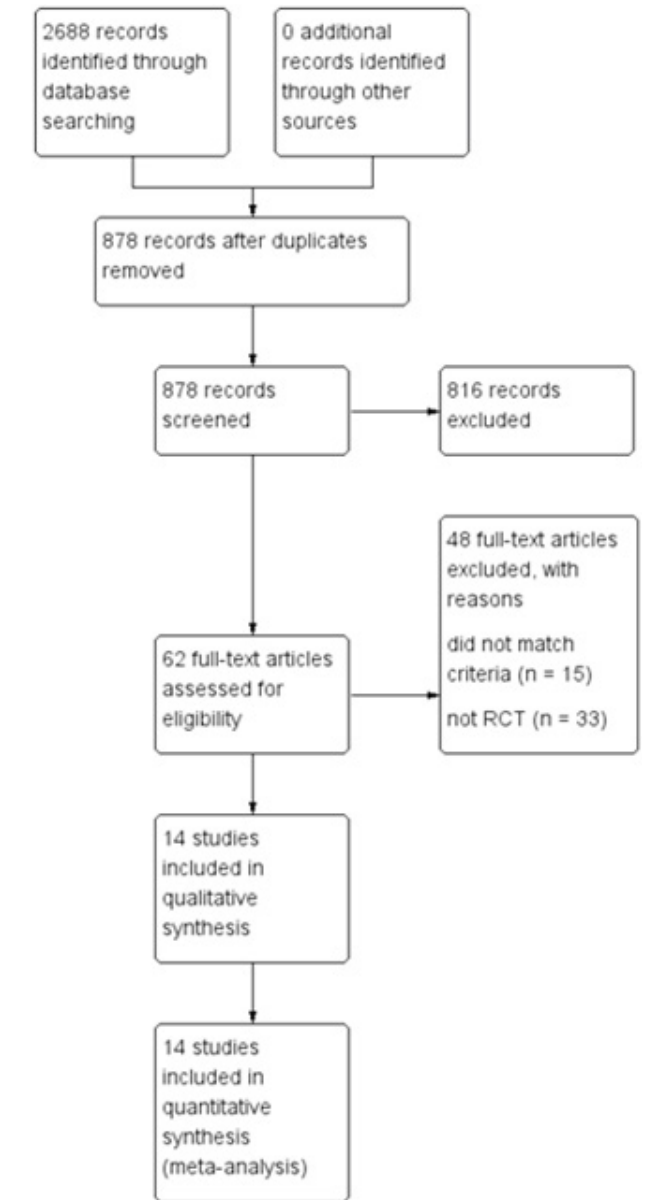 2688 records
identified through
database
searching
0 additional
records identified
through other
sources
878 records after duplicates
removed
878 records
screened
816 records
excluded
48 full-text articles
excluded, with
reasons
did not match
criteria (n = 15)
not RCT (n = 33)
62 full-text articles
assessed for
eligibility
14 studies
included in
qualitative
synthesis
14 studies
included in
quantitative
synthesis
(meta-analysis)